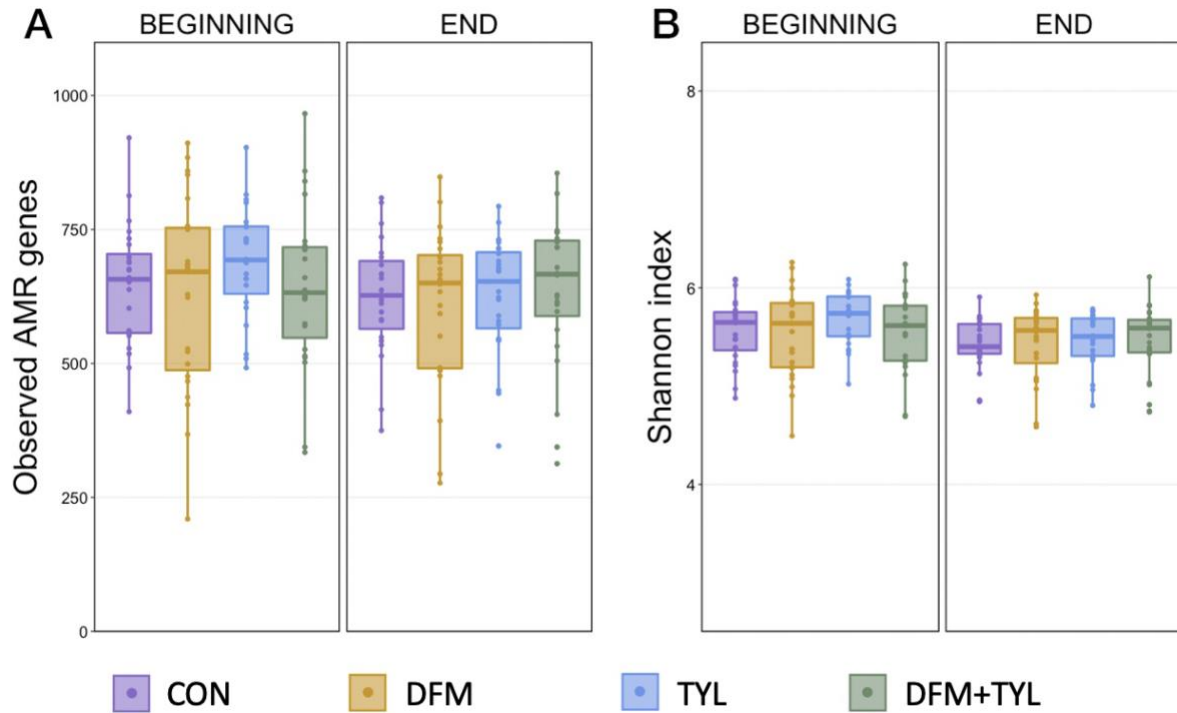 A
BEGINNING
END
Observed AMR genes
1000
750
500
250
0
B
BEGINNING
END
Shannon index
8
6
4
CON
DFM
TYL
DFM+TYL